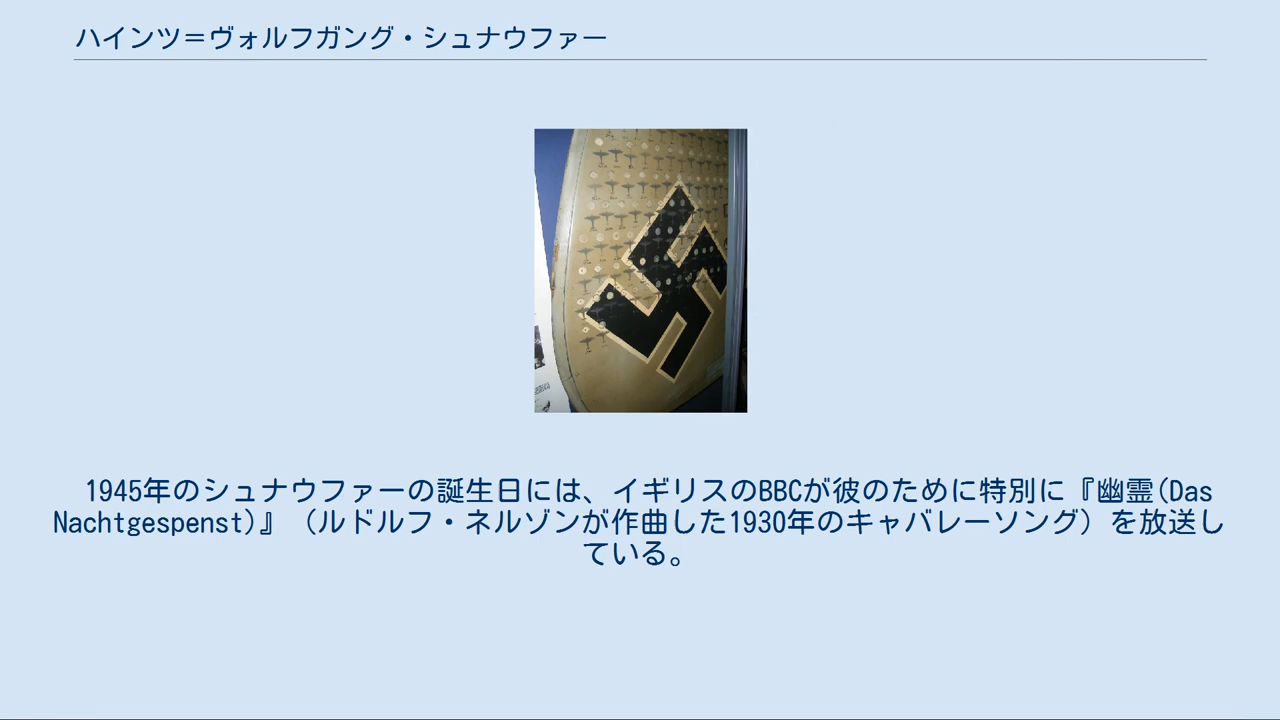 ハインツ＝ヴォルフガング・シュナウファー
1945年のシュナウファーの誕生日には、イギリスのBBCが彼のために特別に『幽霊(Das
Nachtgespenst)』（ルドルフ・ネルゾンが作曲した1930年のキャバレーソング）を放送し
ている。